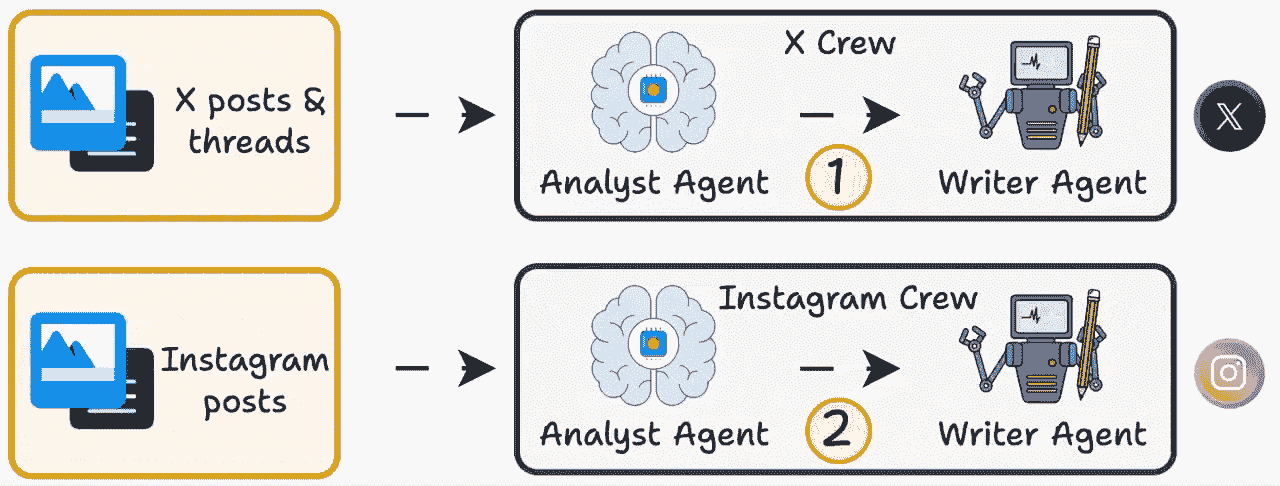 X posts &
threads
X Crew
Analyst Agent
1
Writer Agent
Instagram
posts
Instagram Crew
Analyst Agent
2
Writer Agent